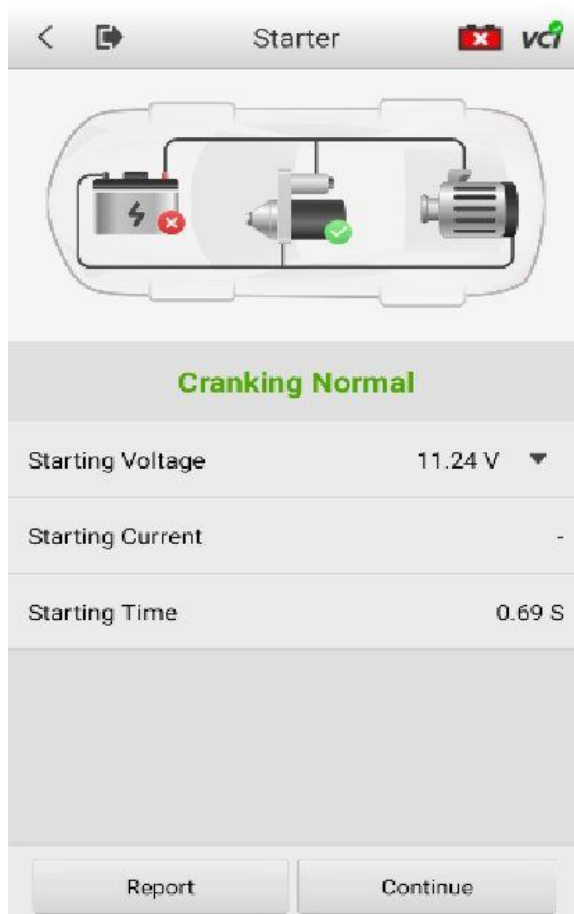 Starter
VCI
Cranking Normal
Starting Voltage 11.24 V
Starting Current -
Starting Time 0.69 S
Report Continue